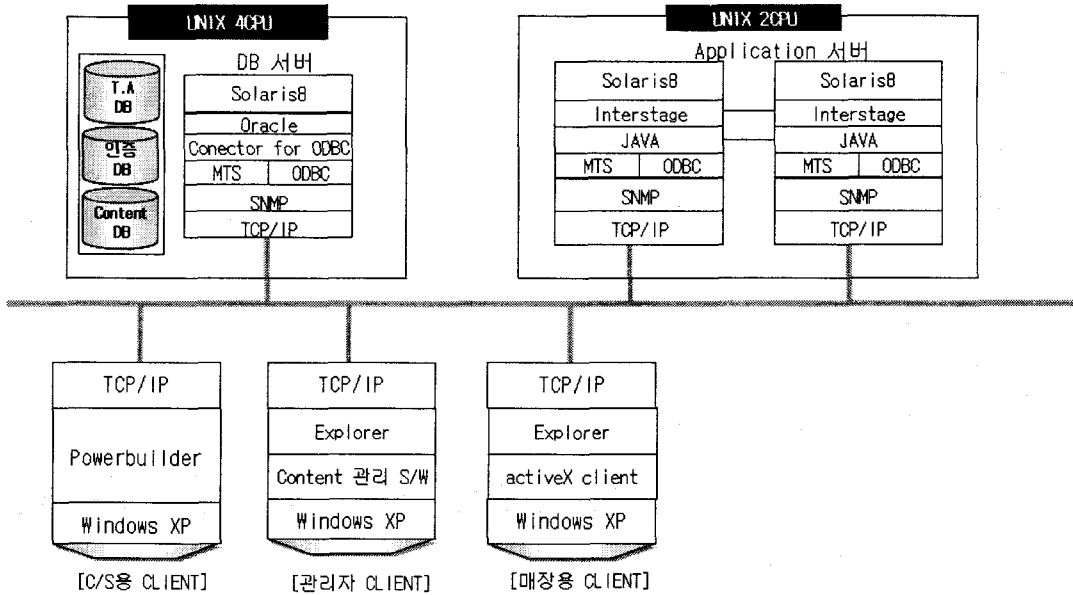 UNIX 4CPU
DB 서버
T.A
DB
인증
DB
Content
DB
Solaris8
Oracle
Conector for ODBC
MTS
ODBC
SNMP
TCP/IP
UNIX 2CPU
Application 서버
Solaris8
Interstage
JAVA
MTS
ODBC
SNMP
TCP/IP
Solaris8
Interstage
JAVA
MTS
ODBC
SNMP
TCP/IP
TCP/IP
Powerbuilder
Windows XP
[C/S용 CLIENT]
TCP/IP
Explorer
Content 관리 S/W
Windows XP
[관리자 CLIENT]
TCP/IP
Explorer
activeX client
Windows XP
[매장용 CLIENT]